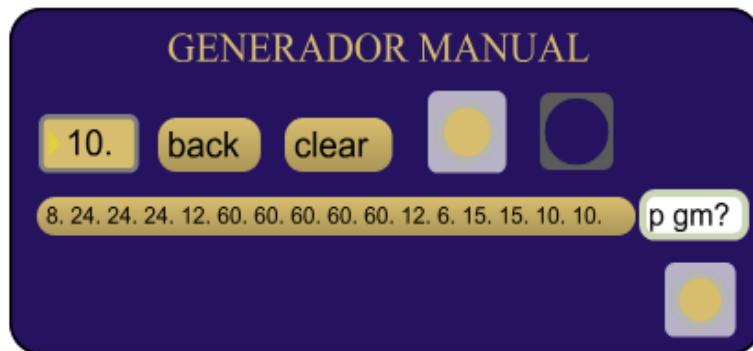 GENERADOR MANUAL
10. back clear
8. 24. 24. 24. 12. 60. 60. 60. 60. 60. 12. 6. 15. 15. 10. 10. p gm?